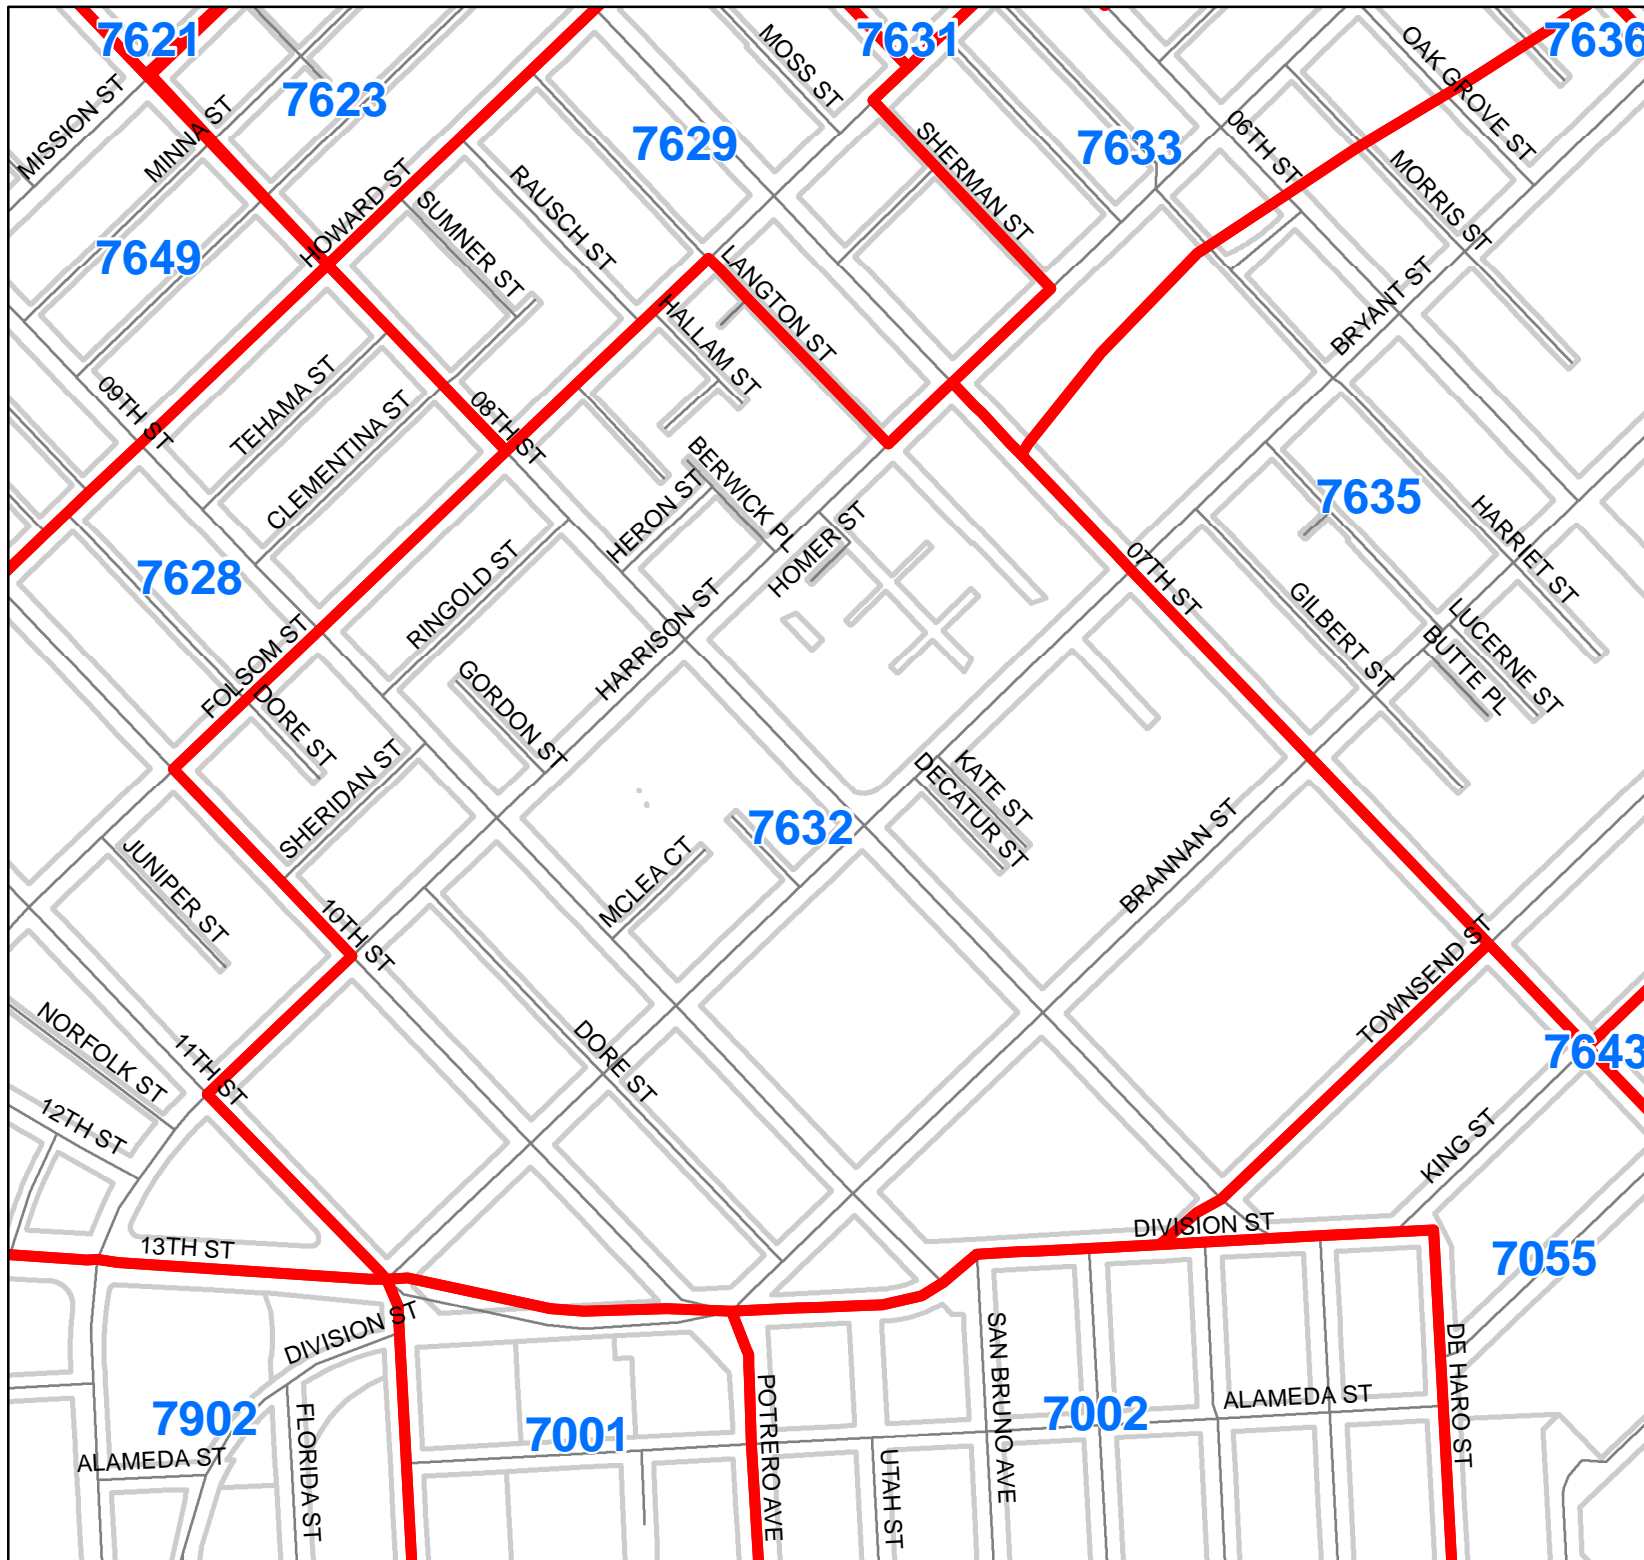 7621
7631
7636
MISSION ST
MINNA ST
7623
MOSS ST
OAK GROVE ST
7629
SHERMAN ST
7633
06TH ST
MORRIS ST
7649
HOWARD ST
SUMNER ST
RAUSCH ST
LANGTON ST
HALLAM ST
BRYANT ST
09TH ST
TEHAMA ST
CLEMENTINA ST
08TH ST
BERWICK PL
HERON ST
HOMER ST
7635
HARRIET ST
7628
RINGOLD ST
HARRISON ST
07TH ST
GILBERT ST
LUCERNE ST
BUTTE PL
FOLSOM ST
DORE ST
GORDON ST
SHERIDAN ST
JUNIPER ST
KATE ST
DECATUR ST
7632
MCLEA CT
BRANNAN ST
10TH ST
TOWNSEND ST
NORFOLK ST
11TH ST
DORE ST
7643
12TH ST
KING ST
13TH ST
DIVISION ST
7055
DIVISION ST
SAN BRUNO AVE
DE HARO ST
7902
FLORIDA ST
7001
POTRERO AVE
7002
ALAMEDA ST
ALAMEDA ST
UTAH ST